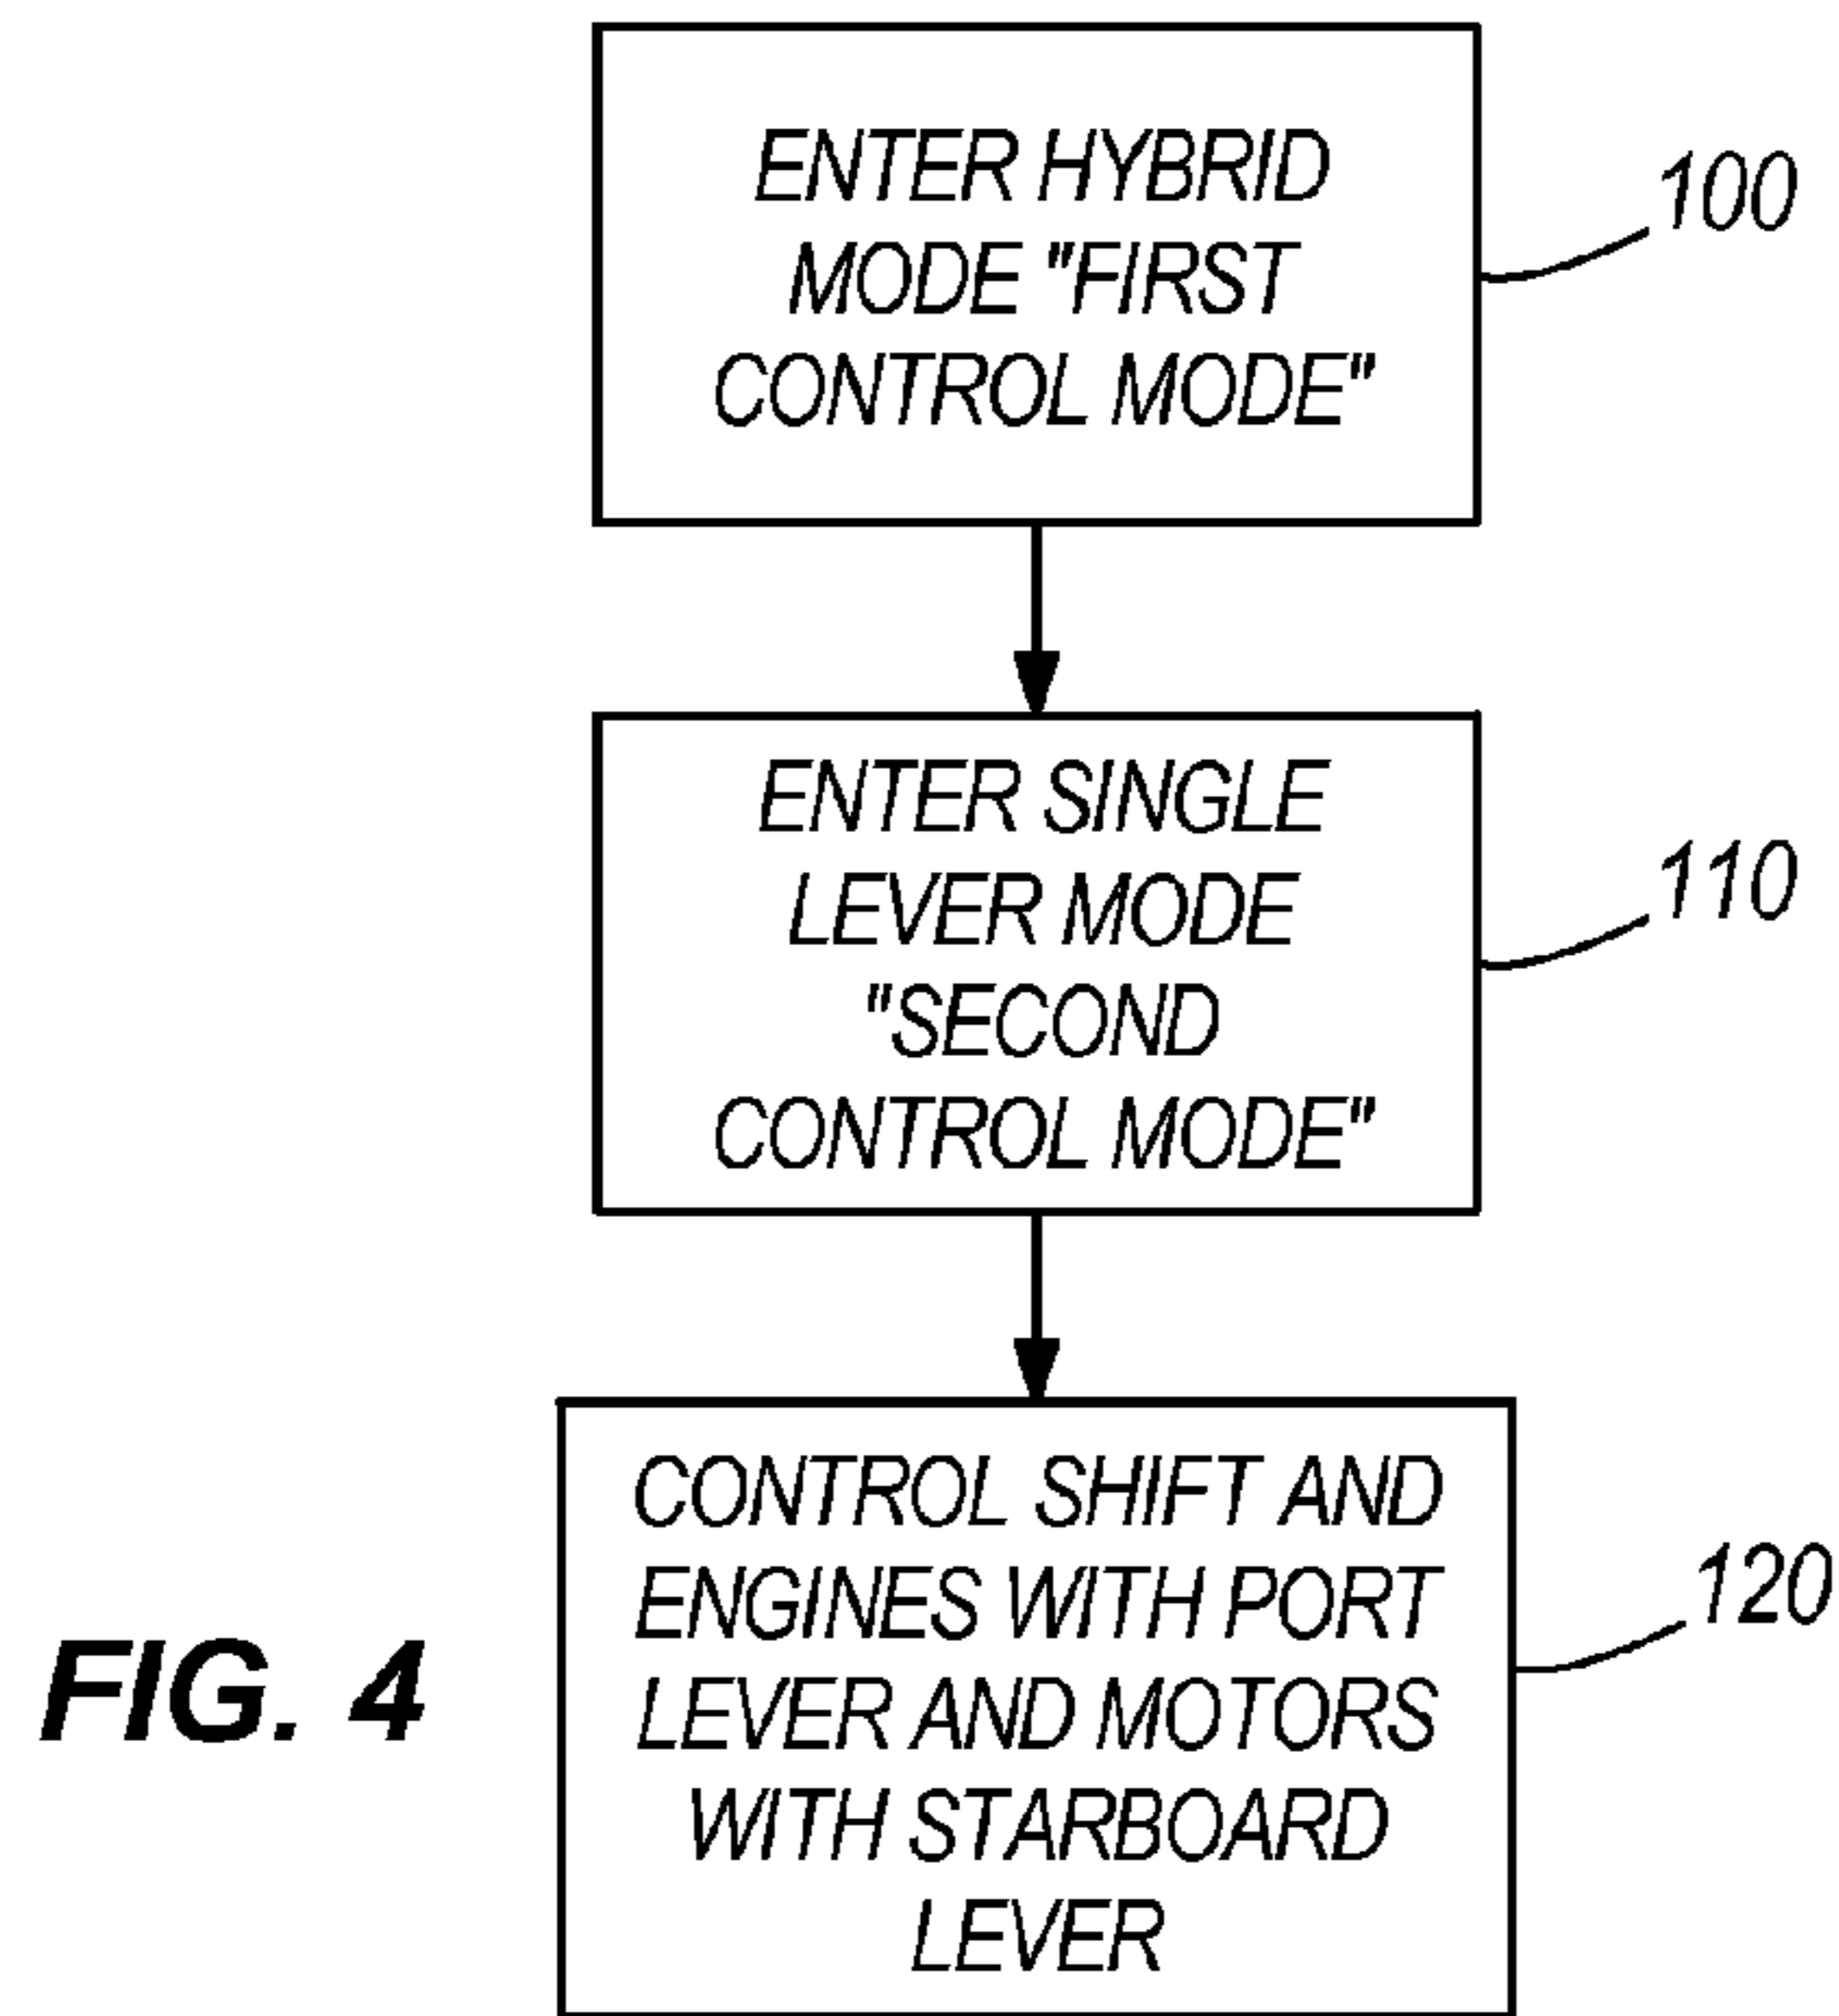 ENTER HYBRID
MODE "FIRST
CONTROL MODE"
100
ENTER SINGLE
LEVER MODE
"SECOND
CONTROL MODE"
110
CONTROL SHIFT AND
ENGINES WITH PORT
LEVER AND MOTORS
WITH STARBOARD
LEVER
120
FIG. 4